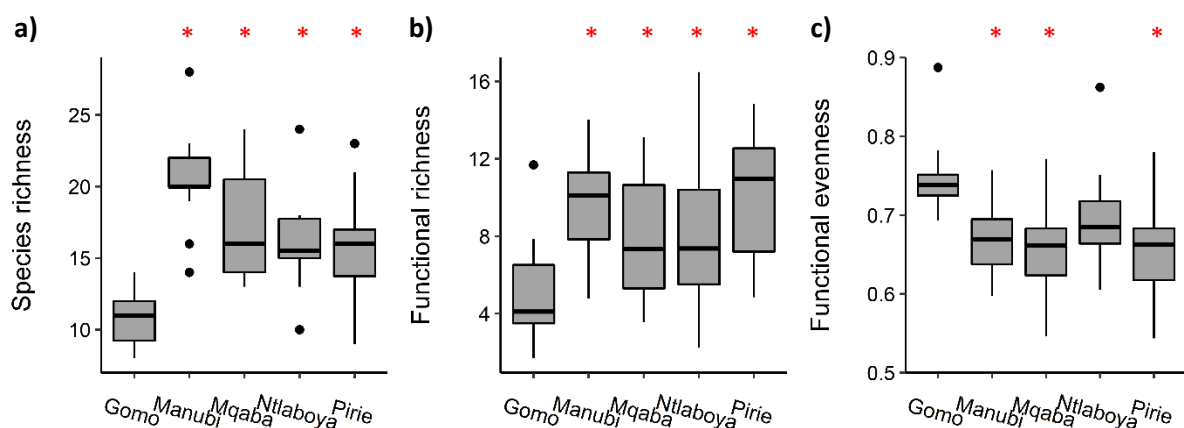 a)
* * * *
Species richness
25
20
15
10
Gomo
Manubi
Mqaba
Ntlaboya
Pirie
b)
* * * *
Functional richness
16
12
8
4
Gomo
Manubi
Mqaba
Ntlaboya
Pirie
c)
* * *
Functional evenness
0.9
0.8
0.7
0.6
0.5
Gomo
Manubi
Mqaba
Ntlaboya
Pirie